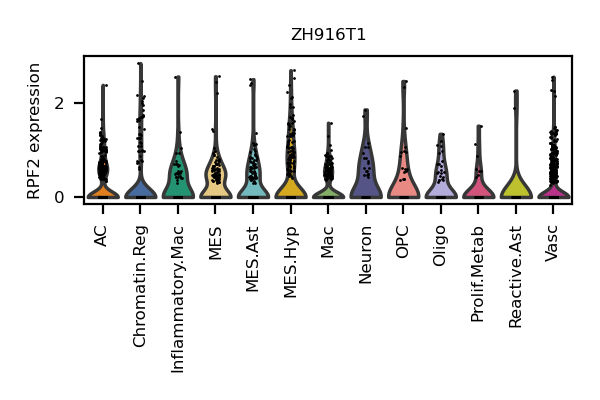 ZH916T1
RPF2 expression
2
0
AC
Chromatin.Reg
Inflammatory.Mac
MES
MES.Ast
MES.Hyp
Mac
Neuron
OPC
Oligo
Prolif.Metab
Reactive.Ast
Vasc